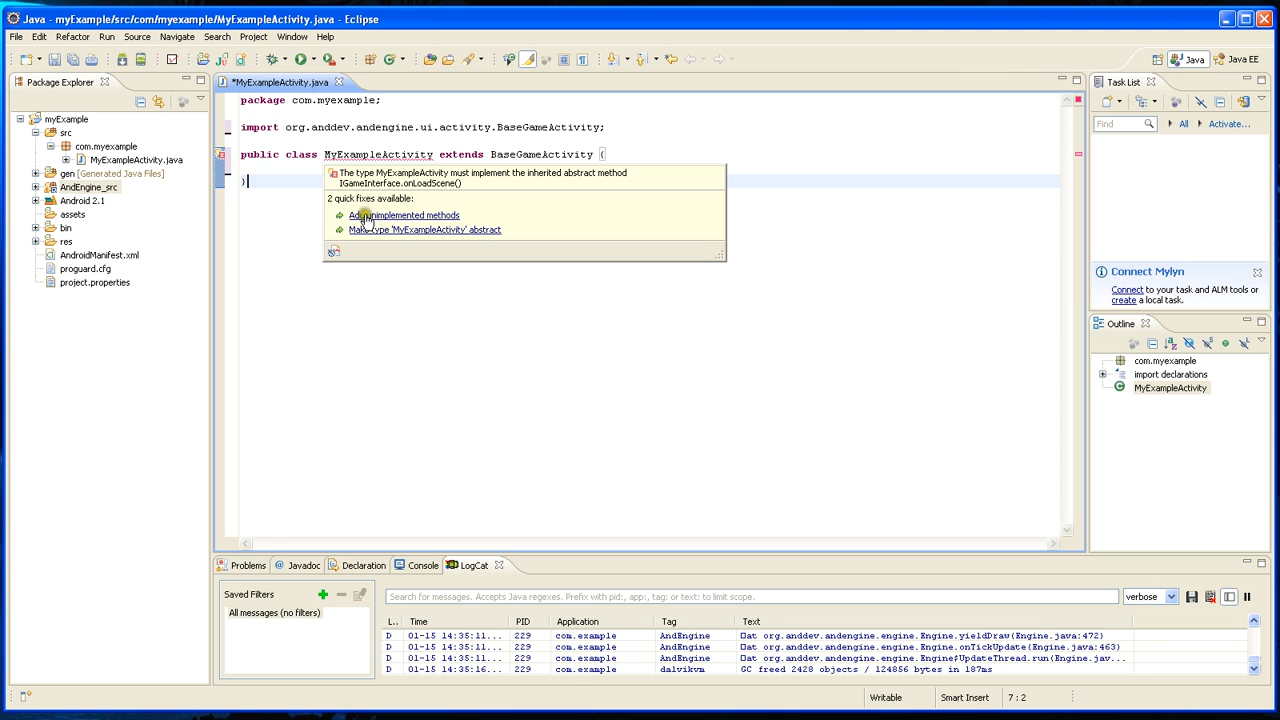 Java - myExample/src/com/myexample/MyExampleActivity.java - Eclipse
File Edit Refactor Run Source Navigate Search Project Window Help
Java Java EE
Package Explorer
myExample
src
com.myexample
MyExampleActivity.java
gen [Generated Java Files]
AndEngine_src
Android 2.1
assets
bin
res
AndroidManifest.xml
proguard.cfg
project.properties
*MyExampleActivity.java
package com.myexample;
import org.anddev.andengine.ui.activity.BaseGameActivity;
public class MyExampleActivity extends BaseGameActivity {
}
The type MyExampleActivity must implement the inherited abstract method
IGameInterface.onLoadScene()
2 quick fixes available:
Add unimplemented methods
Make type 'MyExampleActivity' abstract
Task List
Find All Activate...
Connect Mylyn
Connect to your task and ALM tools or
create a local task.
Outline
com.myexample
import declarations
MyExampleActivity
Problems Javadoc Declaration Console LogCat
Saved Filters
All messages (no filters)
Search for messages. Accepts Java regexes. Prefix with pid:, app:, tag: or text: to limit scope.
verbose
L.. Time PID Application Tag Text
D 01-15 14:35:11... 229 com.example AndEngine at org.anddev.andengine.engine.Engine.yieldDraw(Engine.java:472)
D 01-15 14:35:11... 229 com.example AndEngine at org.anddev.andengine.engine.Engine.onTickUpdate(Engine.java:463)
D 01-15 14:35:11... 229 com.example AndEngine at org.anddev.andengine.engine.Engine$UpdateThread.run(Engine.jav...
D 01-15 14:35:16... 229 com.example dalvikvm GC freed 2428 objects / 124856 bytes in 187ms
Writable Smart Insert 7 : 2